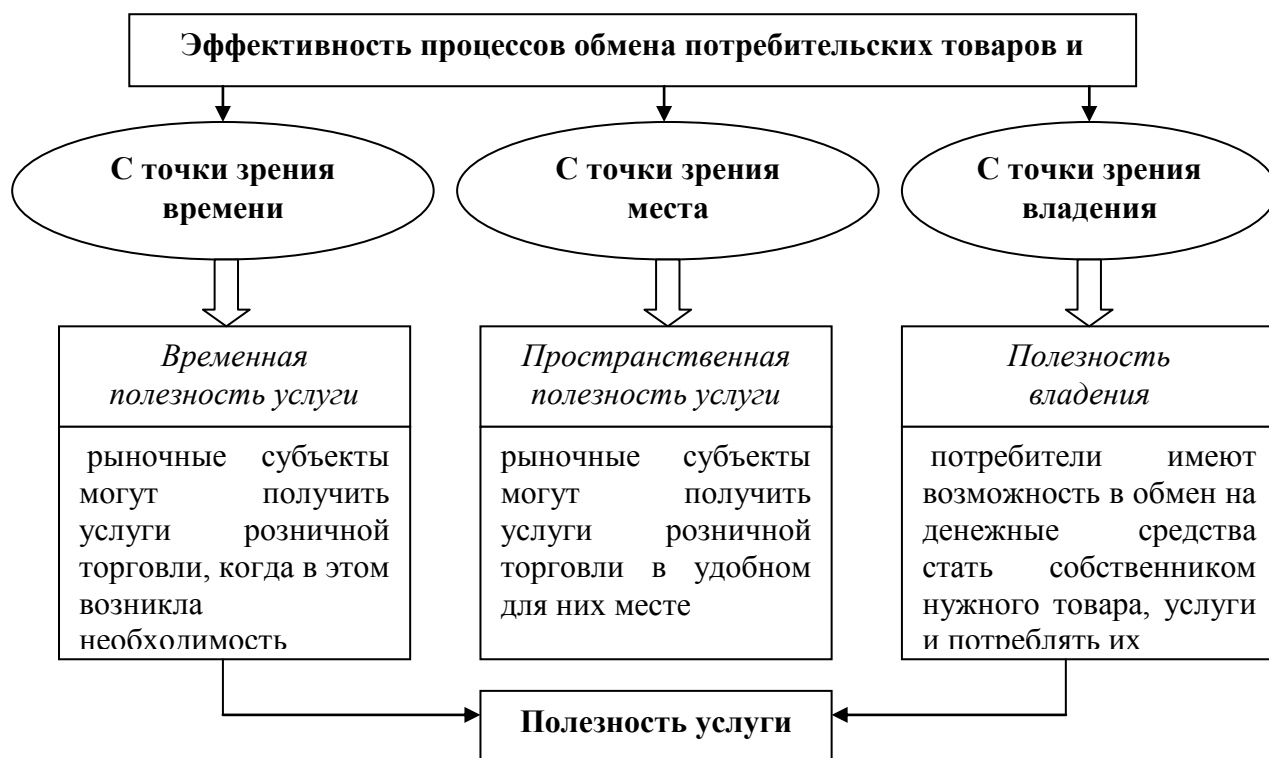 Эффективность процессов обмена потребительских товаров и
С точки зрения
времени
С точки зрения
места
С точки зрения
владения
Временная
полезность услуги
рыночные субъекты
могут получить
услуги розничной
торговли, когда в этом
возникла
необходимость
Пространственная
полезность услуги
рыночные субъекты
могут получить
услуги розничной
торговли в удобном
для них месте
Полезность
владения
потребители имеют
возможность в обмен на
денежные средства
стать собственником
нужного товара, услуги
и потреблять их
Полезность услуги